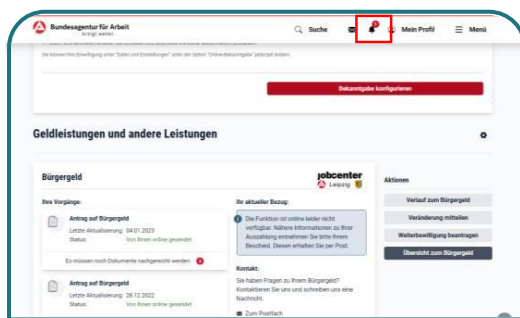 Bundesagentur für Arbeit
bringt weiter.
Suche
Mein Profil
Menü
Sie können Ihre Einwilligung unter "Daten und Einstellungen" unter der Option "Online-Bekanntgabe" jederzeit ändern.
Bekanntgabe konfigurieren
Geldleistungen und andere Leistungen
Bürgergeld
jobcenter
Leipzig
Ihre Vorgänge:
Antrag auf Bürgergeld
Letzte Aktualisierung: 04.01.2023
Status: Von Ihnen online gesendet
Es müssen noch Dokumente nachgereicht werden.
Antrag auf Bürgergeld
Letzte Aktualisierung: 28.12.2022
Status: Von Ihnen online gesendet
Ihr aktueller Bezug:
Die Funktion ist online leider nicht
verfügbar. Nähere Informationen zu Ihrer
Auszahlung entnehmen Sie bitte Ihrem
Bescheid. Diesen erhalten Sie per Post.
Kontakt:
Sie haben Fragen zu Ihrem Bürgergeld?
Kontaktieren Sie uns und schreiben uns eine
Nachricht.
Zum Postfach
Aktionen
Verlauf zum Bürgergeld
Veränderung mitteilen
Weiterbewilligung beantragen
Übersicht zum Bürgergeld